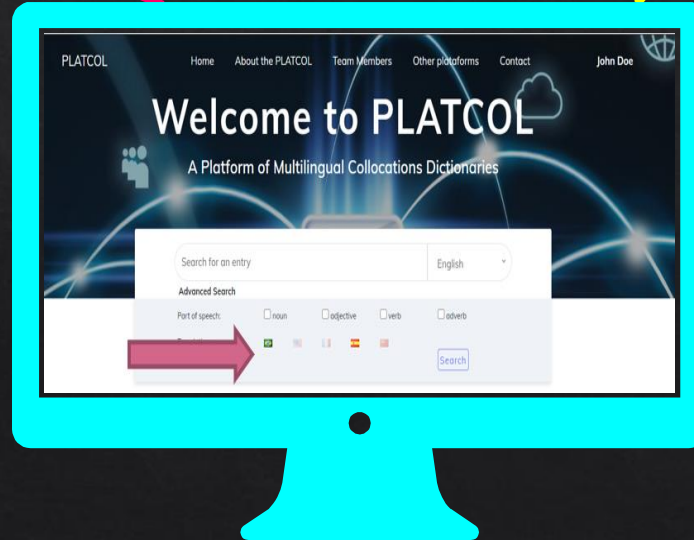 PLATCOL Home About the PLATCOL Team Members Other plataforms Contact John Doe
Welcome to PLATCOL
A Platform of Multilingual Collocations Dictionaries
Search for an entry English
Advanced Search
Part of speech: noun adjective verb adverb
Search